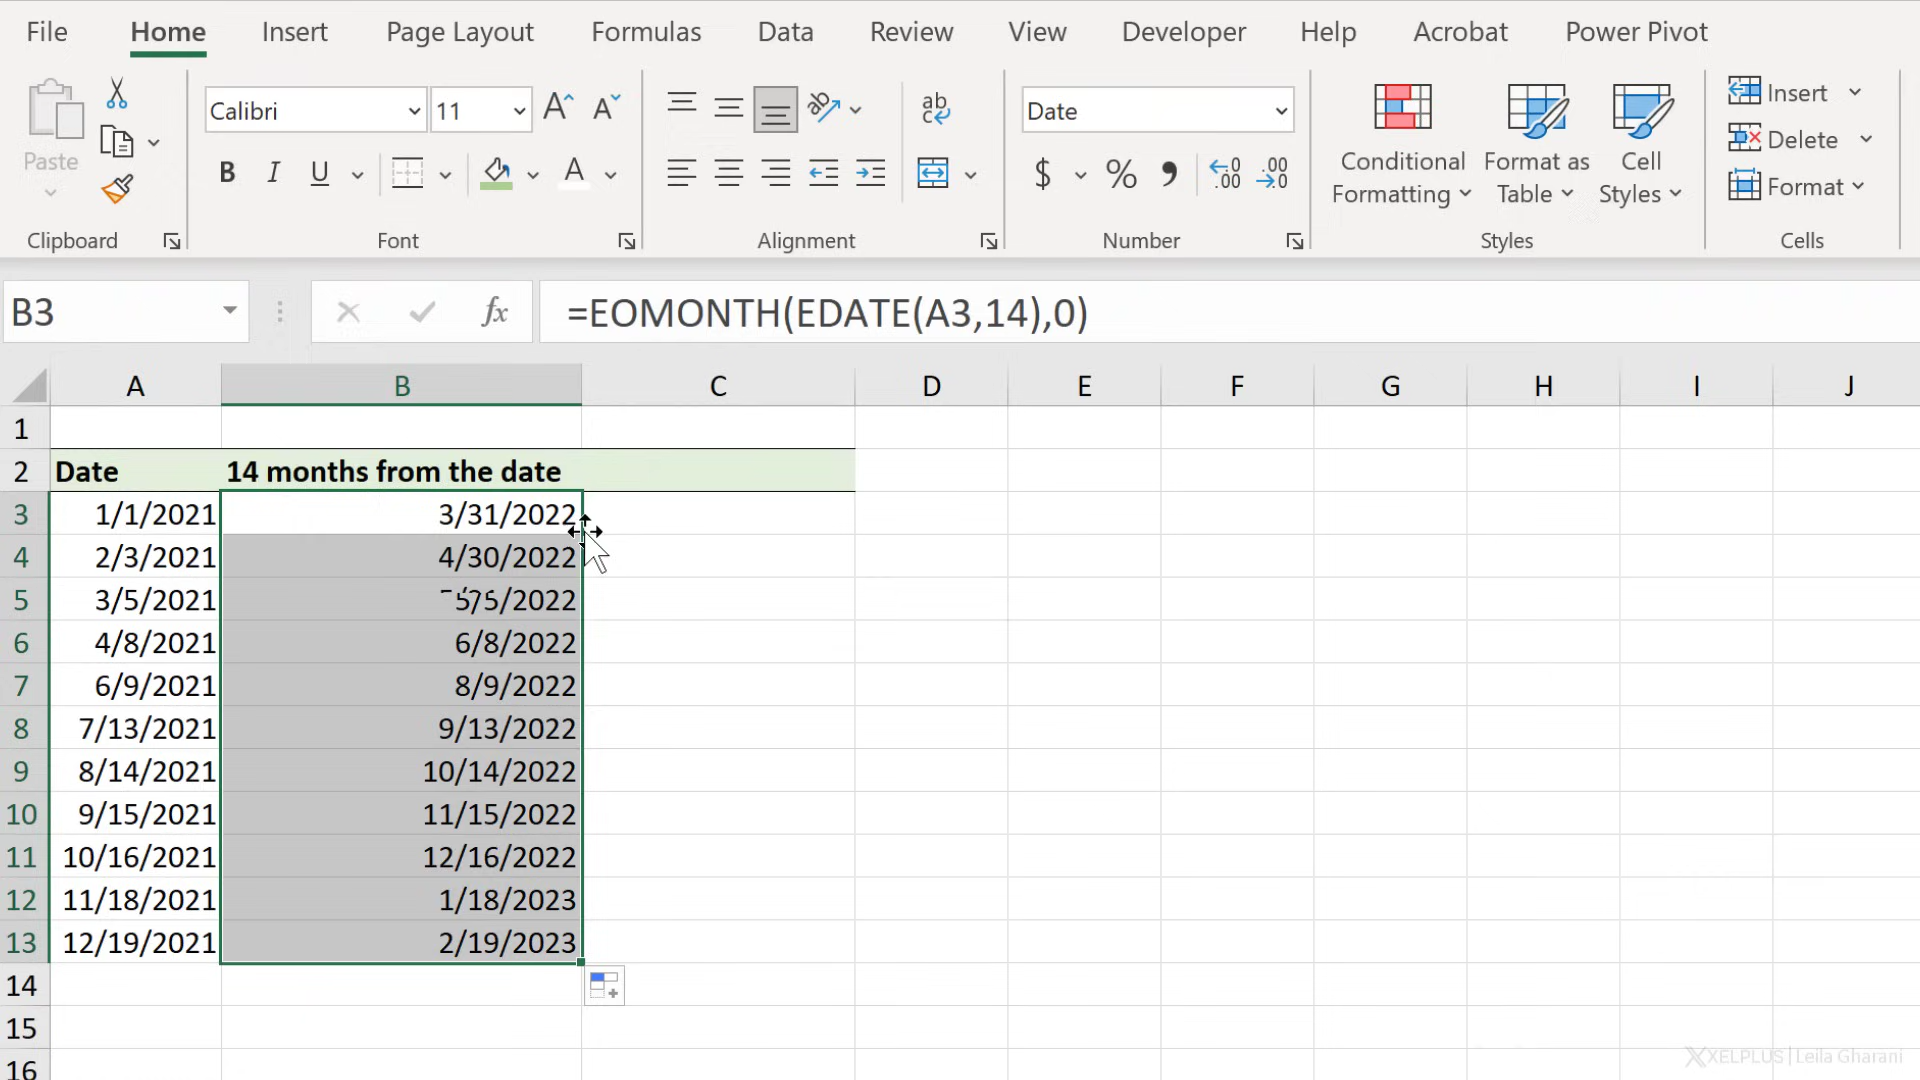 File Home Insert Page Layout Formulas Data Review View Developer Help Acrobat Power Pivot
Paste
Calibri 11
B I U A
ab
Date
$ % , .00 .00
Conditional Formatting
Format as Table
Cell Styles
Insert
Delete
Format
Clipboard Font Alignment Number Styles Cells
B3 fx =EOMONTH(EDATE(A3,14),0)
A B C D E F G H I J
1
2 Date 14 months from the date
3 1/1/2021 3/31/2022
4 2/3/2021 4/30/2022
5 3/5/2021 /2022
6 4/8/2021 6/8/2022
7 6/9/2021 8/9/2022
8 7/13/2021 9/13/2022
9 8/14/2021 10/14/2022
10 9/15/2021 11/15/2022
11 10/16/2021 12/16/2022
12 11/18/2021 1/18/2023
13 12/19/2021 2/19/2023
14
15
16
XELPLUS | Leila Gharani